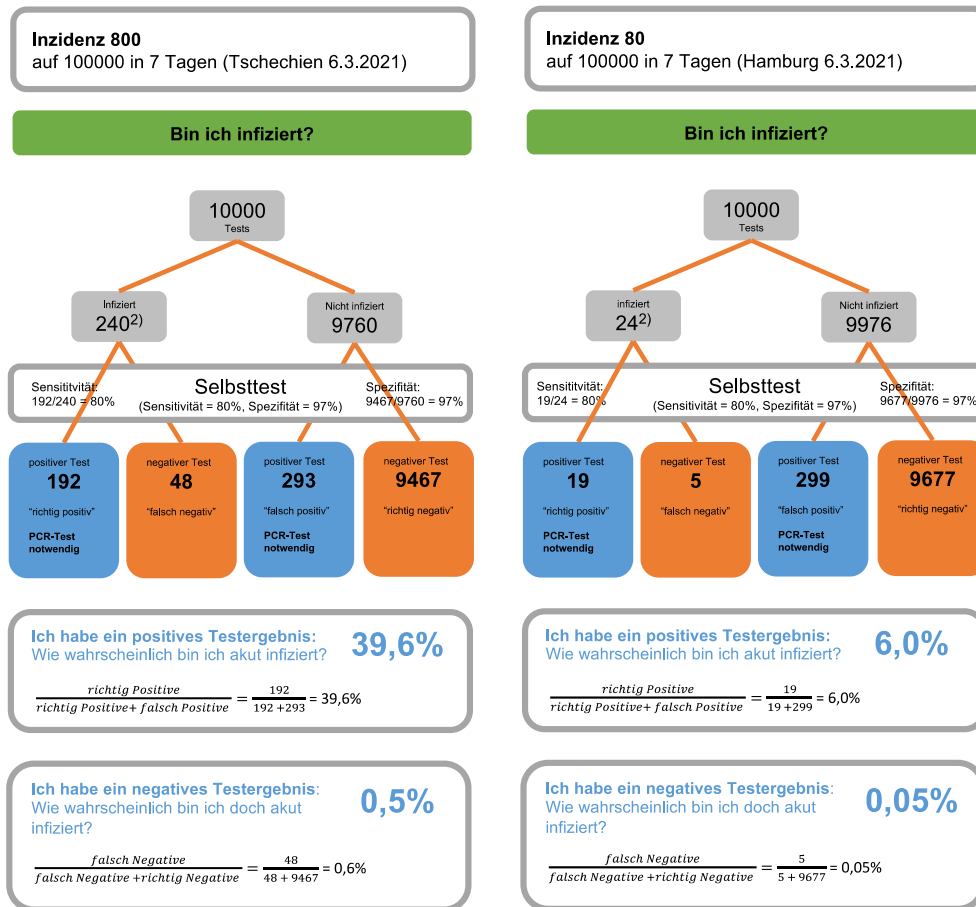 Inzidenz 800
auf 100000 in 7 Tagen (Tschechien 6.3.2021)
Bin ich infiziert?
10000
Tests
Infiziert
240²⁾
Nicht infiziert
9760
Sensitivität:
192/240 = 80%
Selbsttest
(Sensitivität = 80%, Spezifität = 97%)
Spezifität:
9467/9760 = 97%
positiver Test
192
"richtig positiv"
PCR-Test
notwendig
negativer Test
48
"falsch negativ"
positiver Test
293
"falsch positiv"
PCR-Test
notwendig
negativer Test
9467
"richtig negativ"
Ich habe ein positives Testergebnis:
Wie wahrscheinlich bin ich akut infiziert?
39,6%
richtig Positive / richtig Positive+ falsch Positive = 192 / 192 +293 = 39,6%
Ich habe ein negatives Testergebnis:
Wie wahrscheinlich bin ich doch akut
infiziert?
0,5%
falsch Negative / falsch Negative +richtig Negative = 48 / 48 + 9467 = 0,6%
Inzidenz 80
auf 100000 in 7 Tagen (Hamburg 6.3.2021)
Bin ich infiziert?
10000
Tests
infiziert
24²⁾
Nicht infiziert
9976
Sensitivität:
19/24 = 80%
Selbsttest
(Sensitivität = 80%, Spezifität = 97%)
Spezifität:
9677/9976 = 97%
positiver Test
19
"richtig positiv"
PCR-Test
notwendig
negativer Test
5
"falsch negativ"
positiver Test
299
"falsch positiv"
PCR-Test
notwendig
negativer Test
9677
"richtig negativ"
Ich habe ein positives Testergebnis:
Wie wahrscheinlich bin ich akut infiziert?
6,0%
richtig Positive / richtig Positive+ falsch Positive = 19 / 19 +299 = 6,0%
Ich habe ein negatives Testergebnis:
Wie wahrscheinlich bin ich doch akut
infiziert?
0,05%
falsch Negative / falsch Negative +richtig Negative = 5 / 5 + 9677 = 0,05%